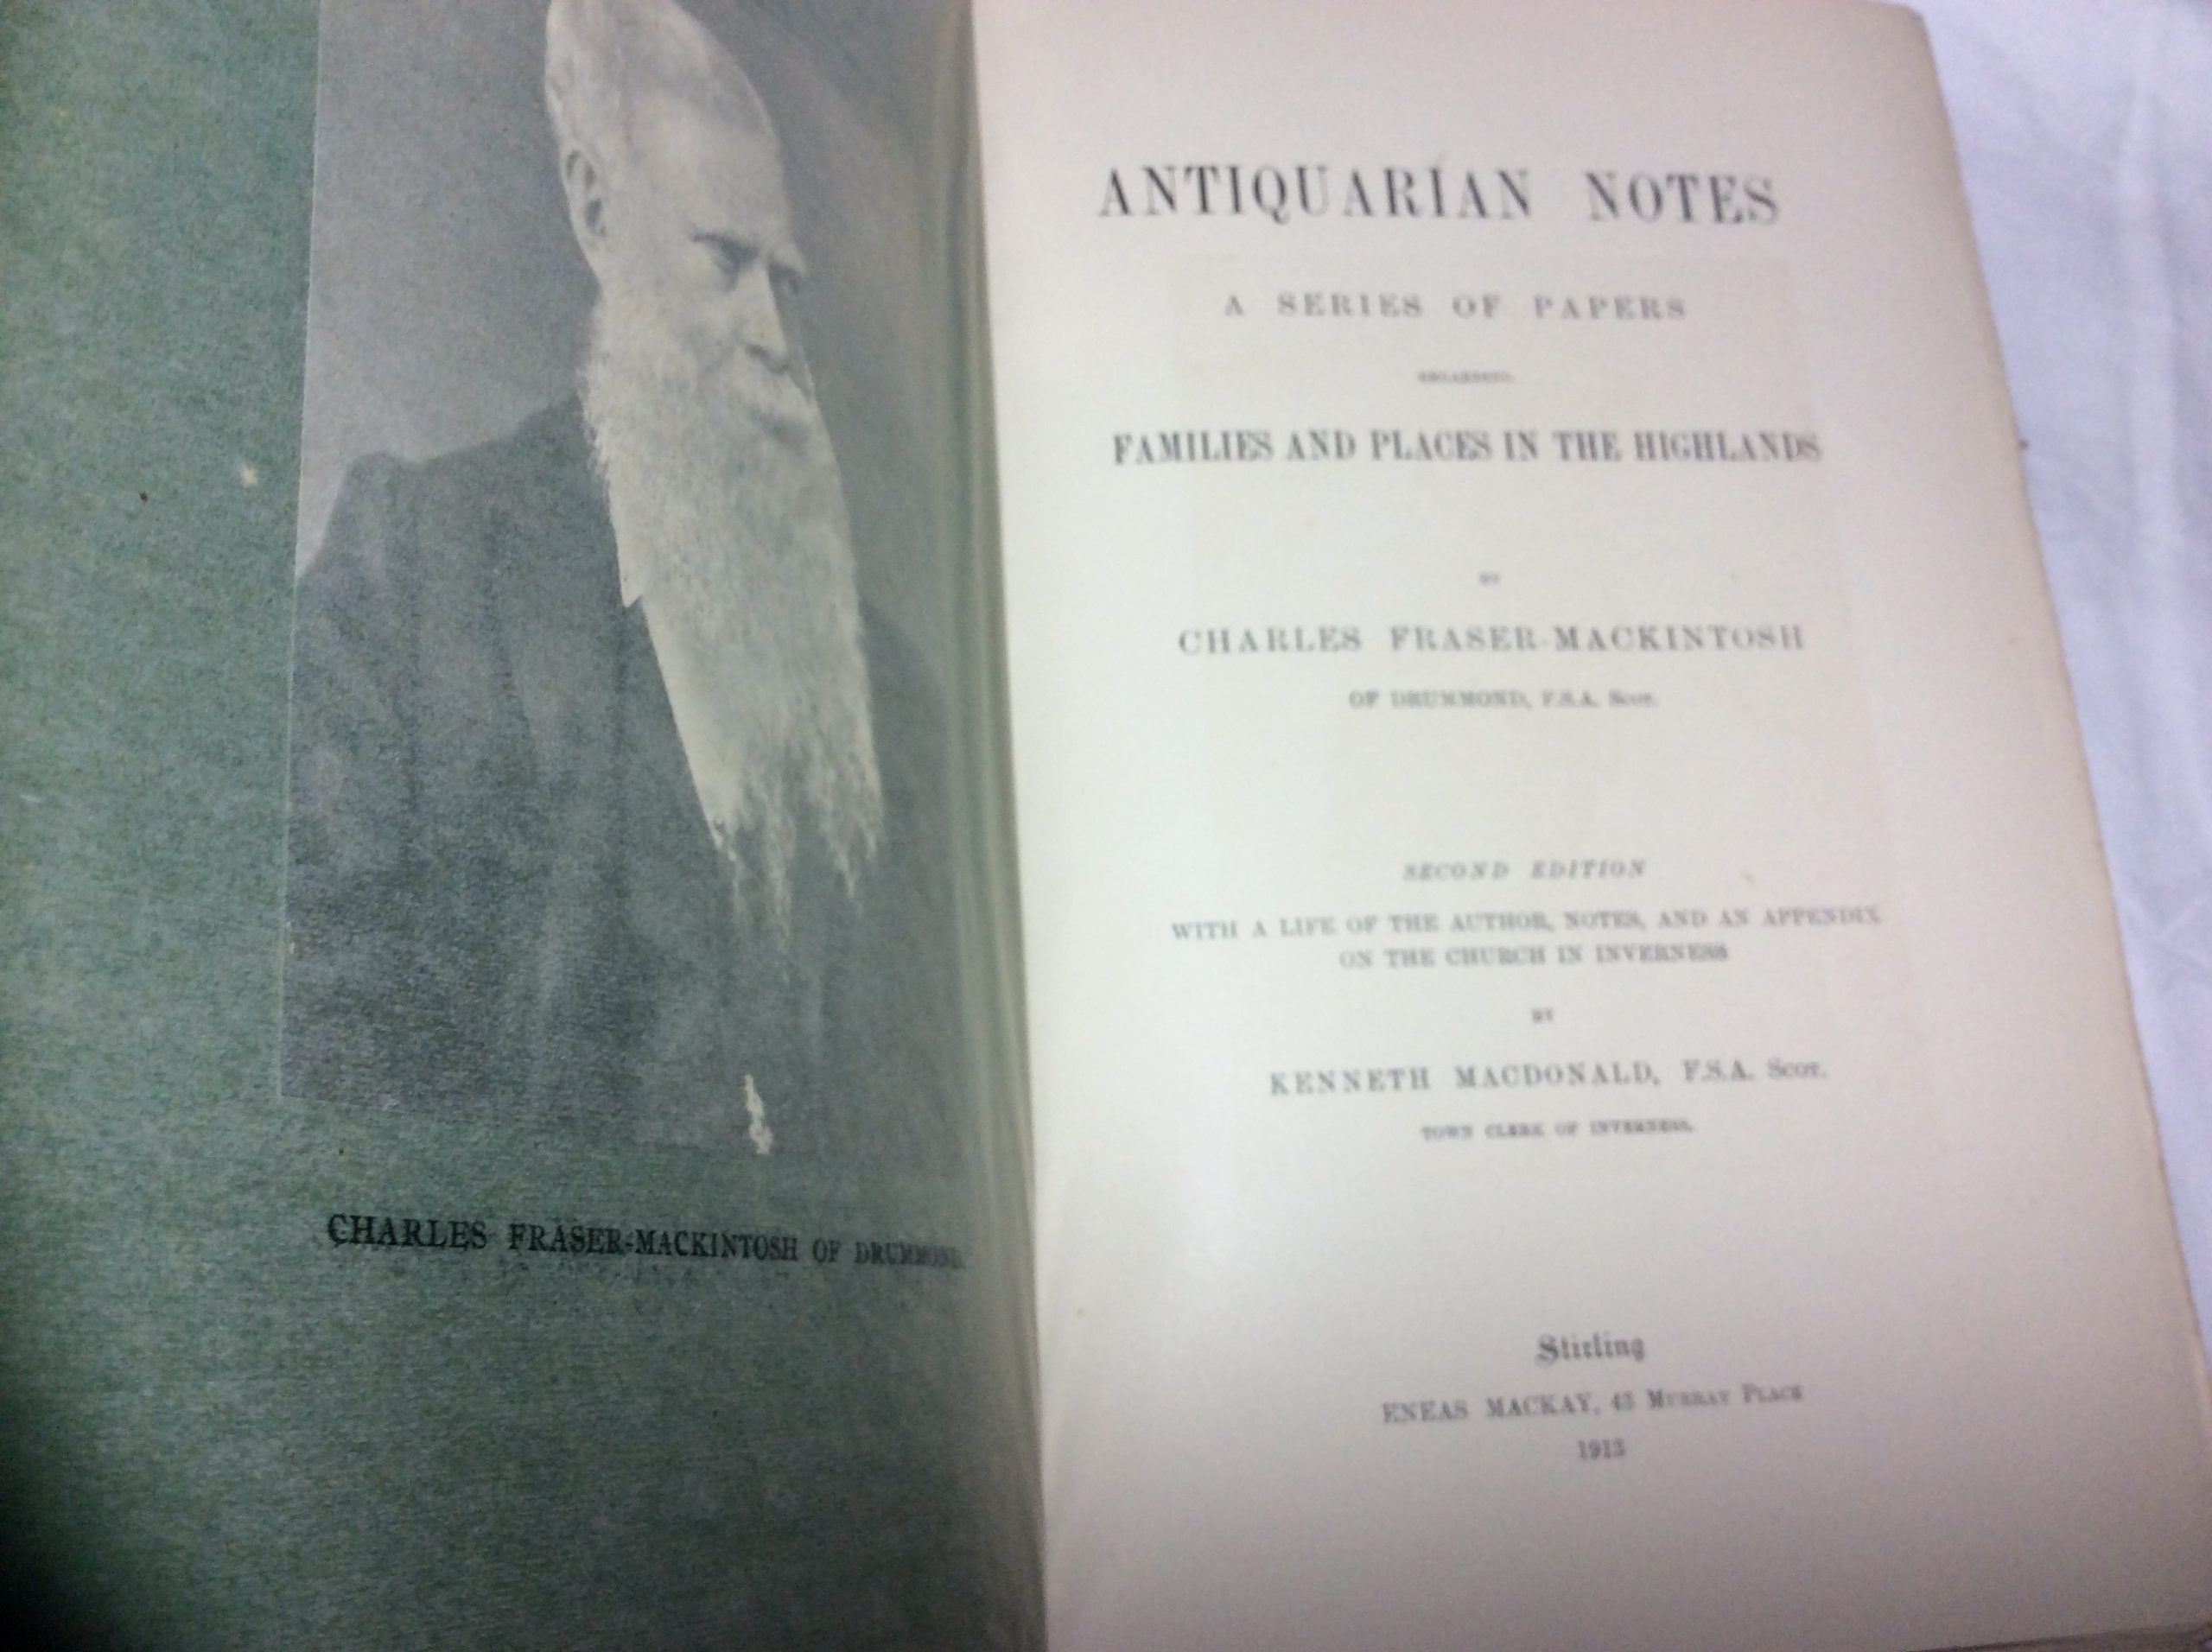 CHARLES FRASER-MACKINTOSH OF DRUMMOND.
ANTIQUARIAN NOTES
A SERIES OF PAPERS
REGARDING
FAMILIES AND PLACES IN THE HIGHLANDS
BY
CHARLES FRASER-MACKINTOSH
OF DRUMMOND, F.S.A. Scot.
SECOND EDITION
WITH A LIFE OF THE AUTHOR, NOTES, AND AN APPENDIX
ON THE CHURCH IN INVERNESS
BY
KENNETH MACDONALD, F.S.A. Scot.
TOWN CLERK OF INVERNESS.
Stirling
ENEAS MACKAY, 43 Murray Place
1913